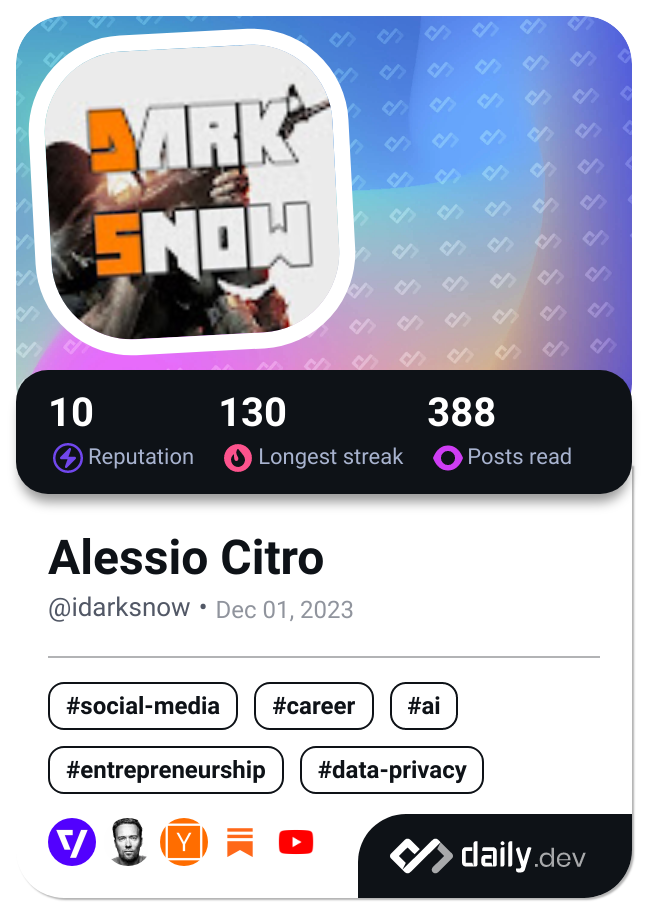 DARK
SNOW
10 130 388
Reputation Longest streak Posts read
Alessio Citro
@idarksnow • Dec 01, 2023
#social-media #career #ai
#entrepreneurship #data-privacy
Y
daily.dev